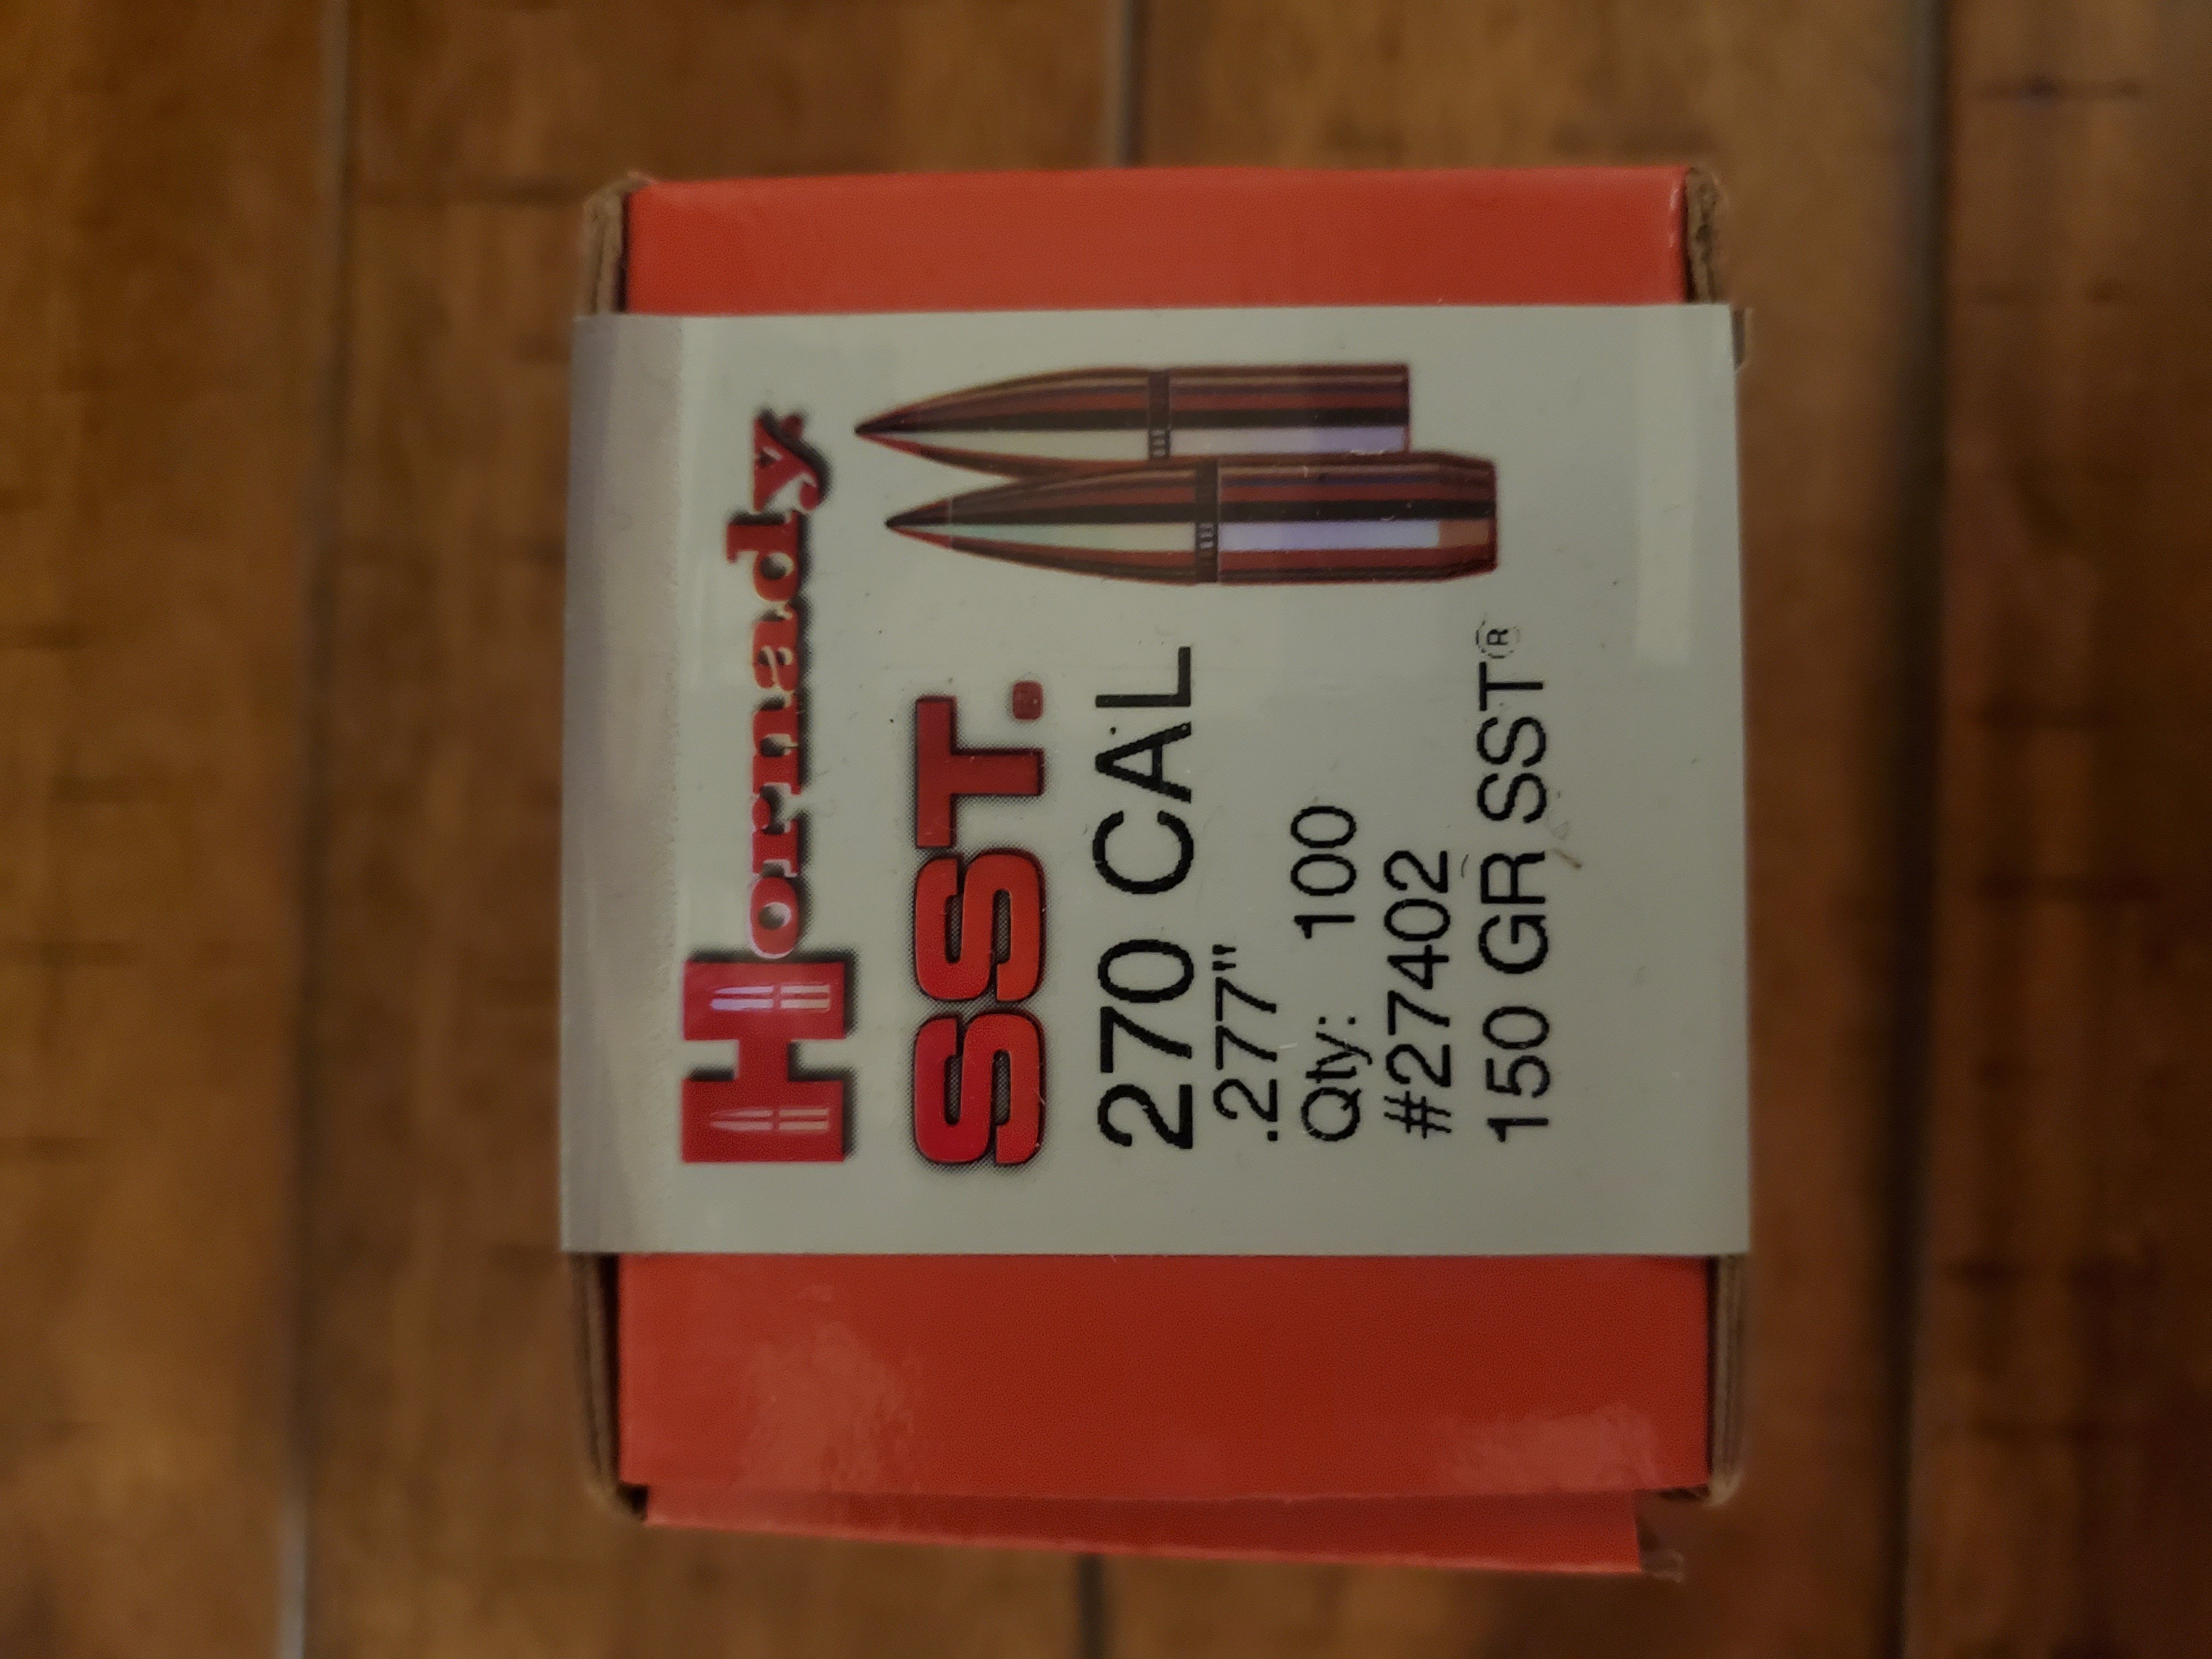 Hornady
SST®
270 CAL
.277"
Qty: 100
#27402
150 GR SST®